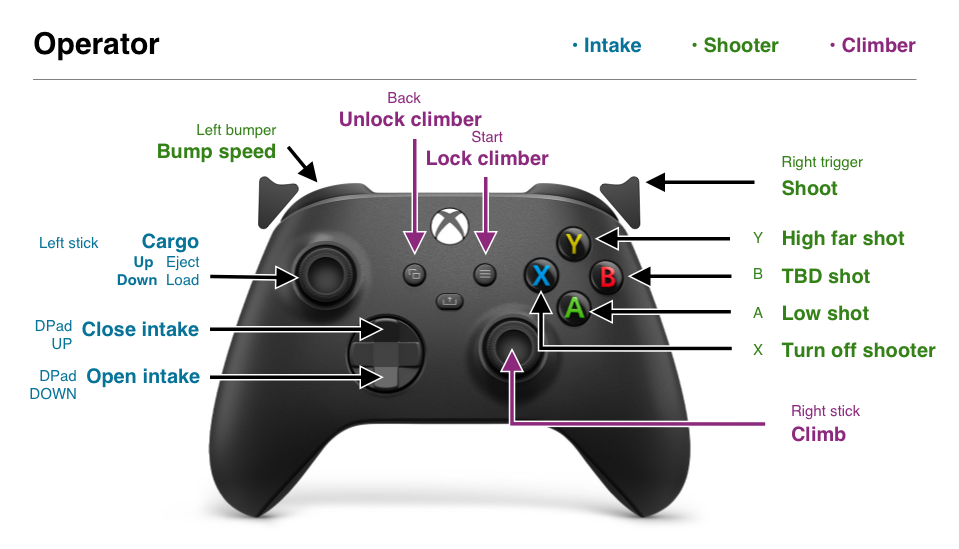 Operator
• Intake
• Shooter
• Climber
Back
Unlock climber
Start
Lock climber
Left bumper
Bump speed
Right trigger
Shoot
Left stick Cargo
Up Eject
Down Load
DPad UP Close intake
DPad DOWN Open intake
Y High far shot
B TBD shot
A Low shot
X Turn off shooter
Right stick
Climb
Y
X
B
A